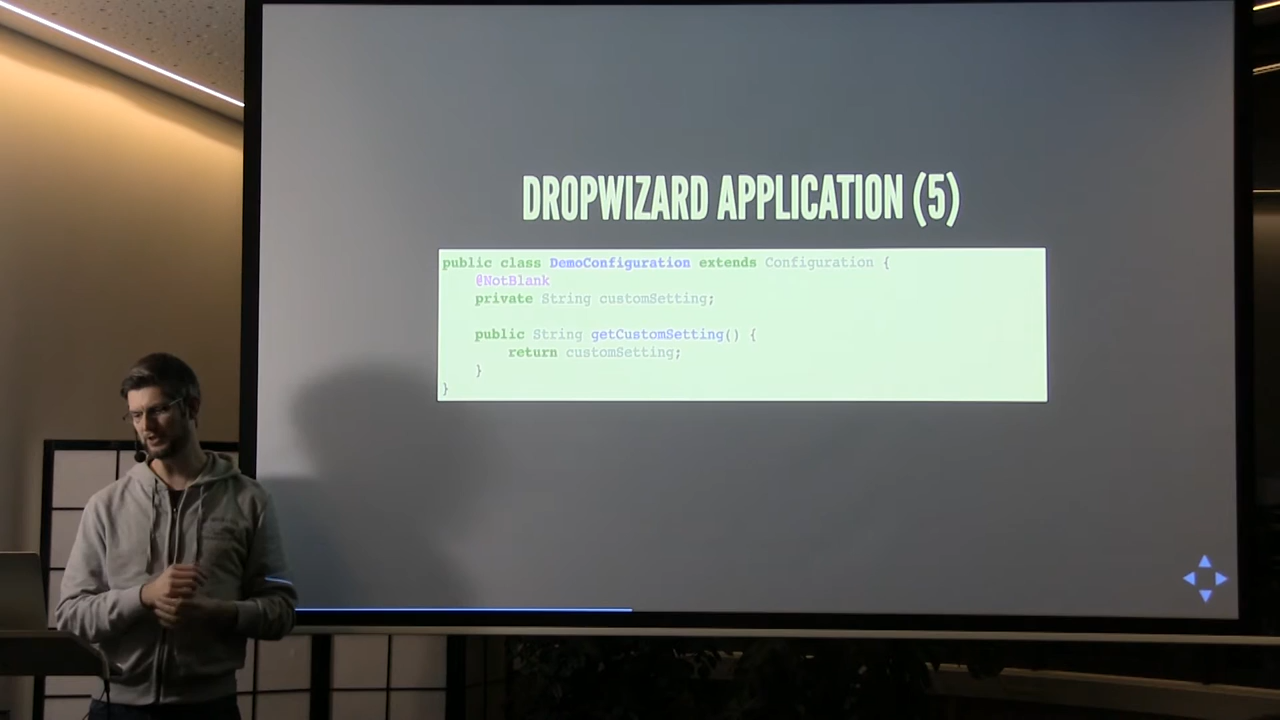 DROPWIZARD APPLICATION (5)
public class DemoConfiguration extends Configuration {
@NotBlank
private String customSetting;
public String getCustomSetting() {
return customSetting;
}
}